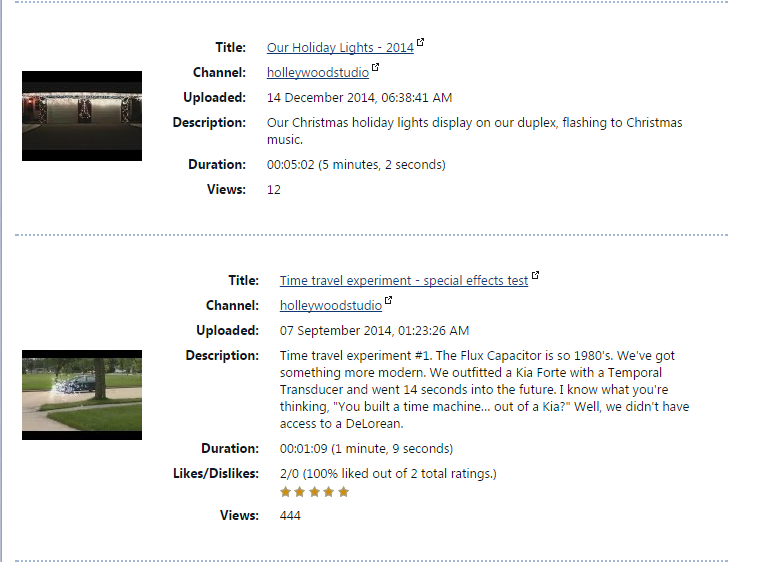 Title: Our Holiday Lights - 2014
Channel: holleywoodstudio
Uploaded: 14 December 2014, 06:38:41 AM
Description: Our Christmas holiday lights display on our duplex, flashing to Christmas
music.
Duration: 00:05:02 (5 minutes, 2 seconds)
Views: 12
Title: Time travel experiment - special effects test
Channel: holleywoodstudio
Uploaded: 07 September 2014, 01:23:26 AM
Description: Time travel experiment #1. The Flux Capacitor is so 1980's. We've got
something more modern. We outfitted a Kia Forte with a Temporal
Transducer and went 14 seconds into the future. I know what you're
thinking, "You built a time machine... out of a Kia?" Well, we didn't have
access to a DeLorean.
Duration: 00:01:09 (1 minute, 9 seconds)
Likes/Dislikes: 2/0 (100% liked out of 2 total ratings.)
Views: 444